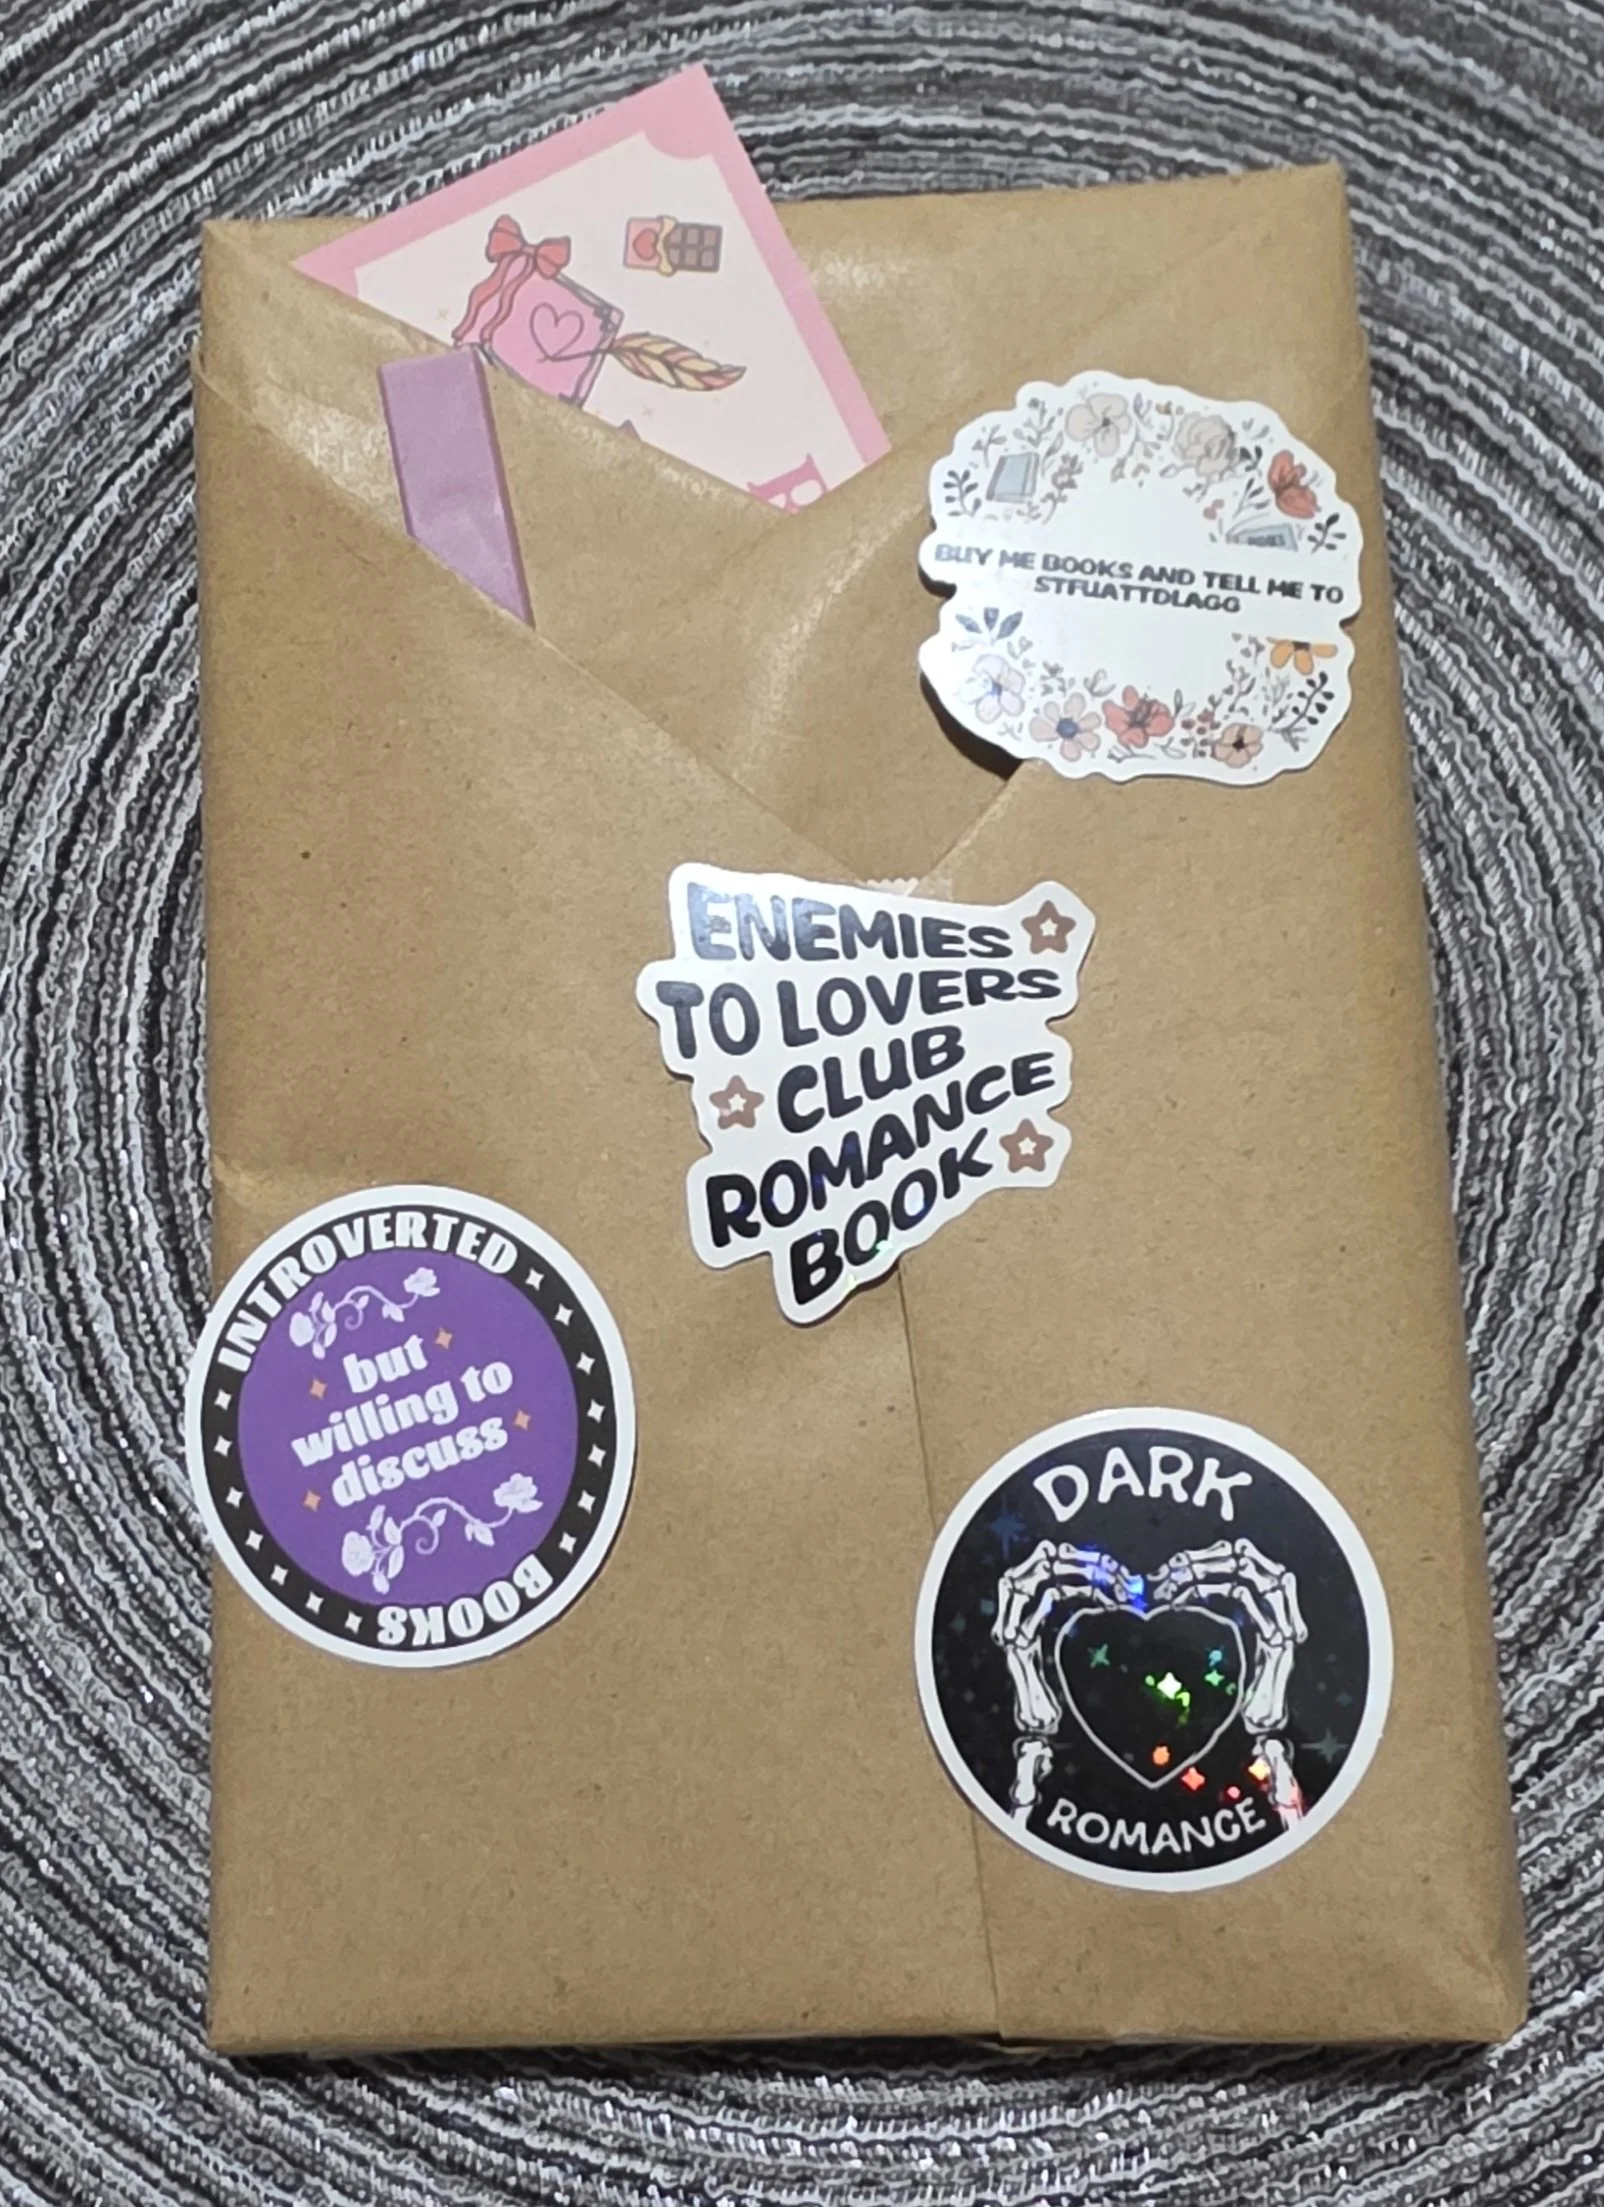 BUY ME BOOKS AND TELL ME TO
STFUATTDLAGG
ENEMIES
TO LOVERS
CLUB
ROMANCE
BOOK
INTROVERTED
but
willing to
discuss
BOOKS
DARK
ROMANCE